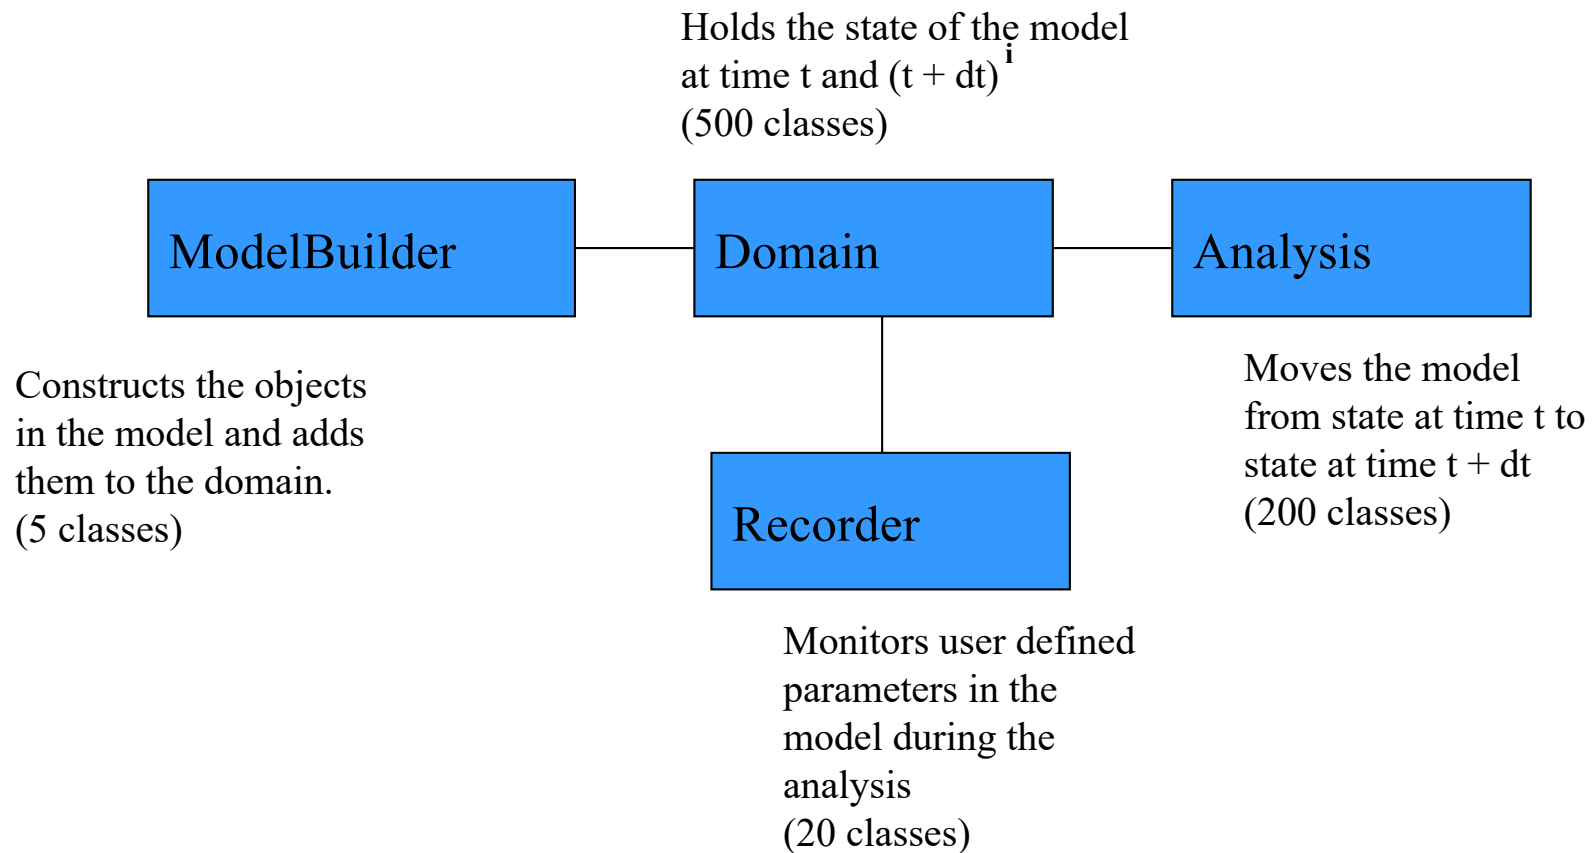 Holds the state of the model
at time t and (t + dt)^i
(500 classes)
ModelBuilder
Domain
Analysis
Constructs the objects
in the model and adds
them to the domain.
(5 classes)
Moves the model
from state at time t to
state at time t + dt
(200 classes)
Recorder
Monitors user defined
parameters in the
model during the
analysis
(20 classes)